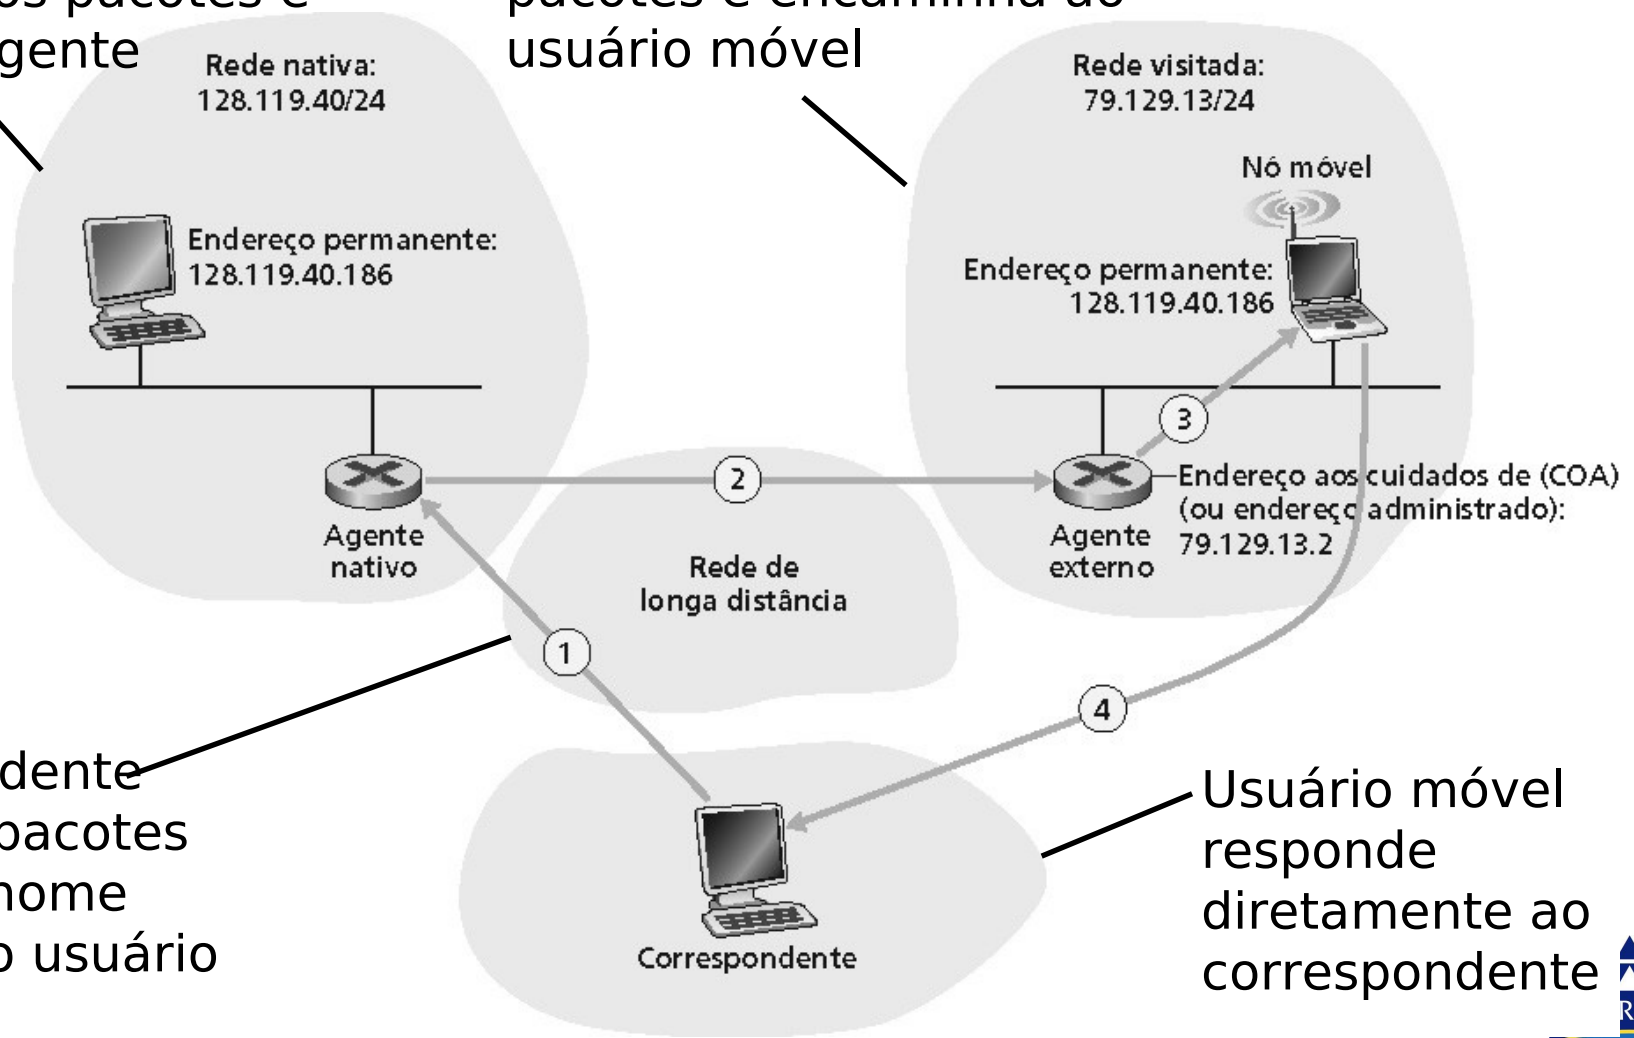 os pacotes e
gente
pacotes e encaminha ao
usuário móvel
Rede nativa:
128.119.40/24
Rede visitada:
79.129.13/24
Nó móvel
Endereço permanente:
128.119.40.186
Endereço permanente:
128.119.40.186
3
2
Endereço aos cuidados de (COA)
(ou endereço administrado):
79.129.13.2
Agente
nativo
Agente
externo
Rede de
longa distância
1
4
dente
pacotes
nome
o usuário
Usuário móvel
responde
diretamente ao
correspondente
Correspondente
R